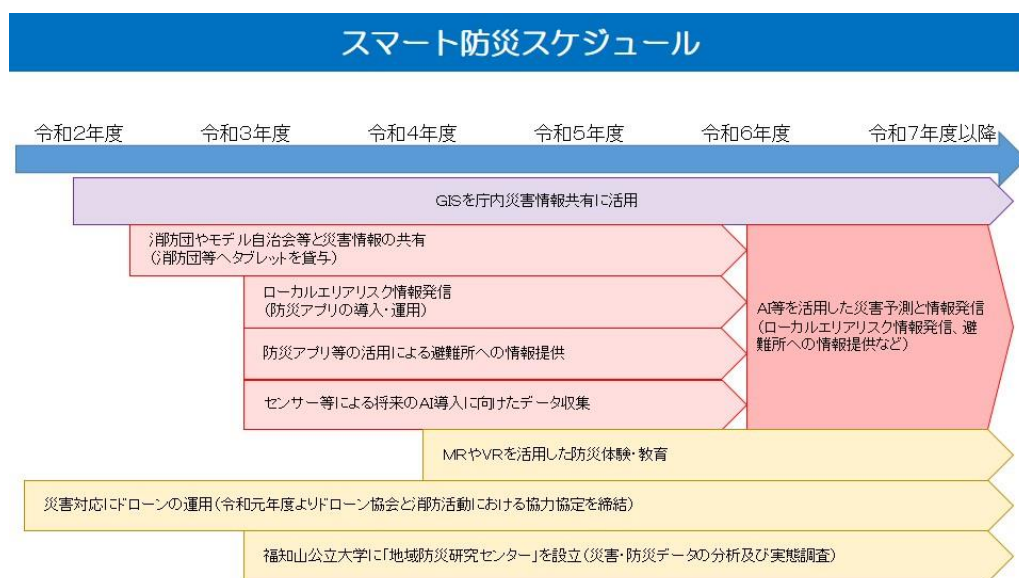 スマート防災スケジュール
令和2年度 令和3年度 令和4年度 令和5年度 令和6年度 令和7年度以降
GISを庁内災害情報共有に活用
消防団やモデル自治会等と災害情報の共有
(消防団等へタブレットを貸与)
ローカルエリアリスク情報発信
(防災アプリの導入・運用)
防災アプリ等の活用による避難所への情報提供
センサー等による将来のAI導入に向けたデータ収集
AI等を活用した災害予測と情報発信
(ローカルエリアリスク情報発信、避
難所への情報提供など)
MRやVRを活用した防災体験・教育
災害対応にドローンの運用(令和元年度よりドローン協会と消防活動における協力協定を締結)
福知山公立大学に「地域防災研究センター」を設立(災害・防災データの分析及び実態調査)